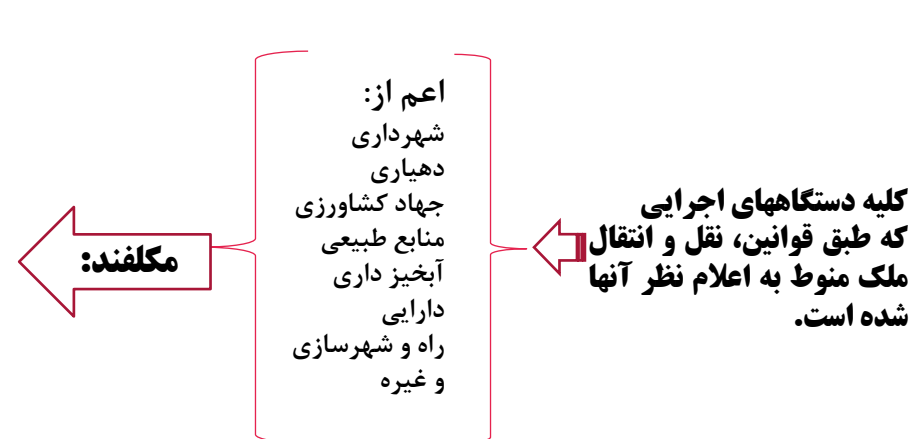 کلیه دستگاههای اجرایی
که طبق قوانین، نقل و انتقال
ملک منوط به اعلام نظر آنها
شده است.
اعم از:
شهرداری
دهیاری
جهاد کشاورزی
منابع طبیعی
آبخیز داری
دارایی
راه و شهرسازی
و غیره
مکلفند: